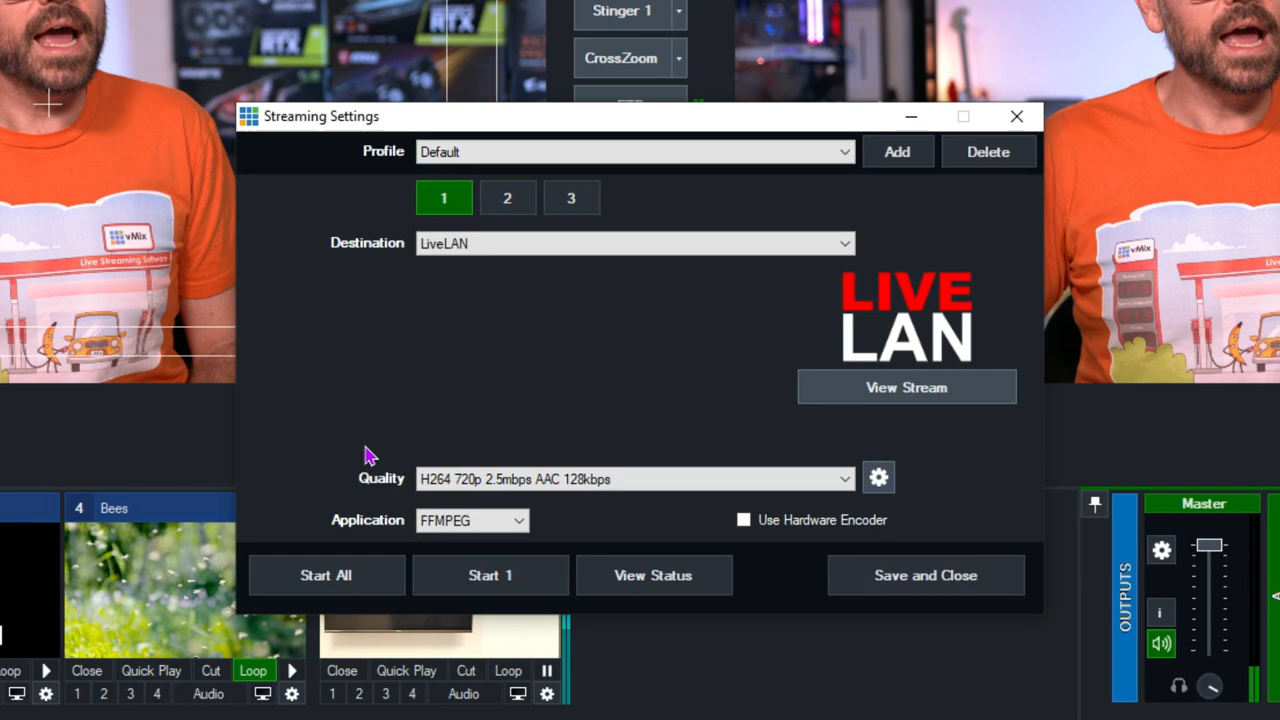 RTX
RTX
Stinger 1
CrossZoom
Streaming Settings
Profile
Default
Add
Delete
1
2
3
Destination
LiveLAN
LIVE
LAN
View Stream
Quality
H264 720p 2.5mbps AAC 128kbps
Application
FFMPEG
Use Hardware Encoder
Start All
Start 1
View Status
Save and Close
vMix
Live Streaming Software
vMix
4 Bees
Close
Quick Play
Cut
Loop
1
2
3
4
Audio
Close
Quick Play
Cut
Loop
1
2
3
4
Audio
OUTPUTS
Master
i